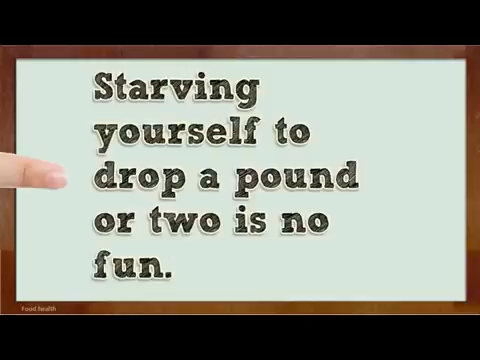 Starving
yourself to
drop a pound
or two is no
fun.
Food.health